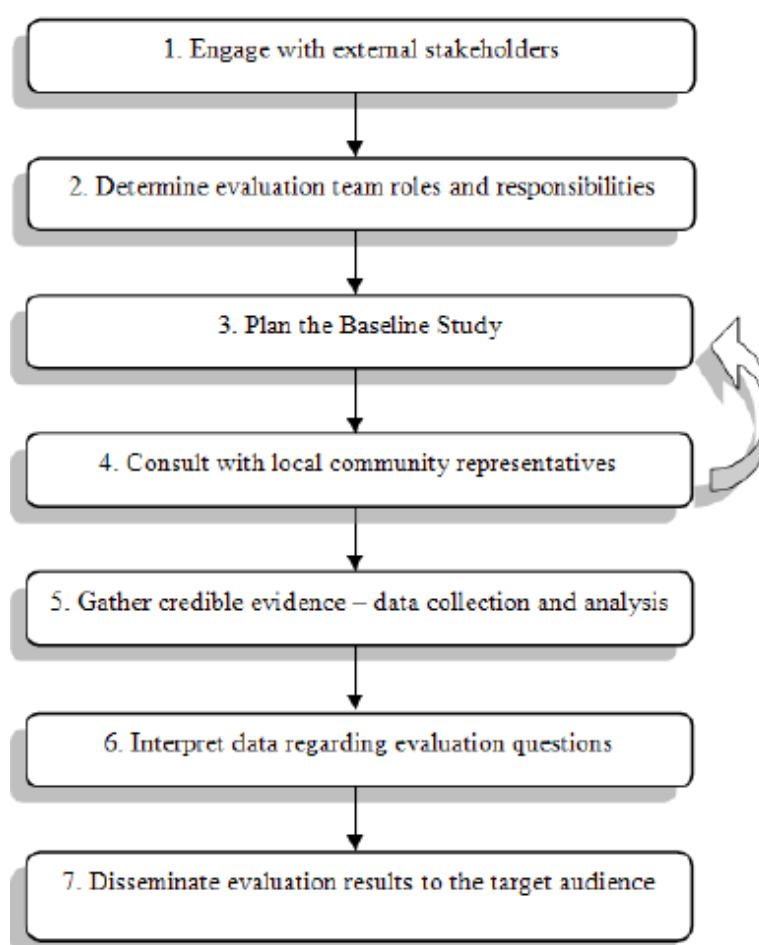 1. Engage with external stakeholders
2. Determine evaluation team roles and responsibilities
3. Plan the Baseline Study
4. Consult with local community representatives
5. Gather credible evidence – data collection and analysis
6. Interpret data regarding evaluation questions
7. Disseminate evaluation results to the target audience